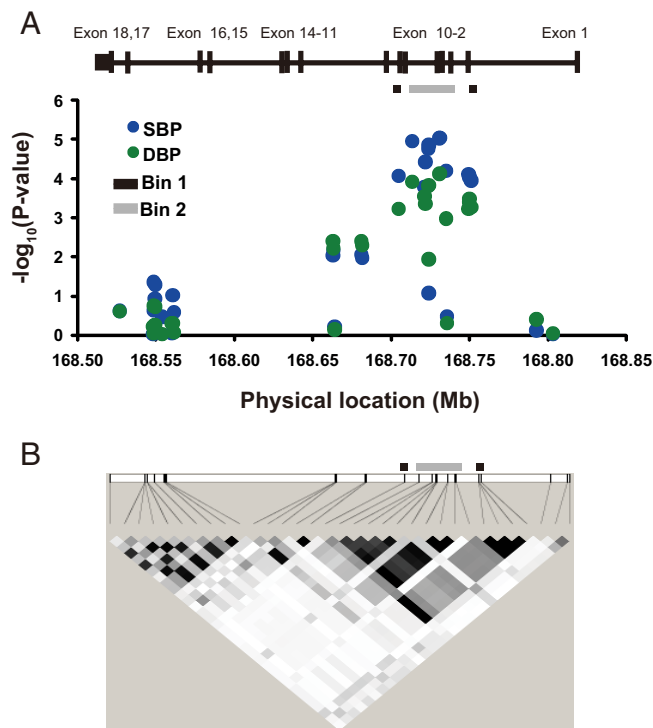 A
Exon 18,17 Exon 16,15 Exon 14-11 Exon 10-2 Exon 1
6
5
4
3
2
1
0
-log10(P-value)
SBP
DBP
Bin 1
Bin 2
168.50 168.55 168.60 168.65 168.70 168.75 168.80 168.85
Physical location (Mb)
B